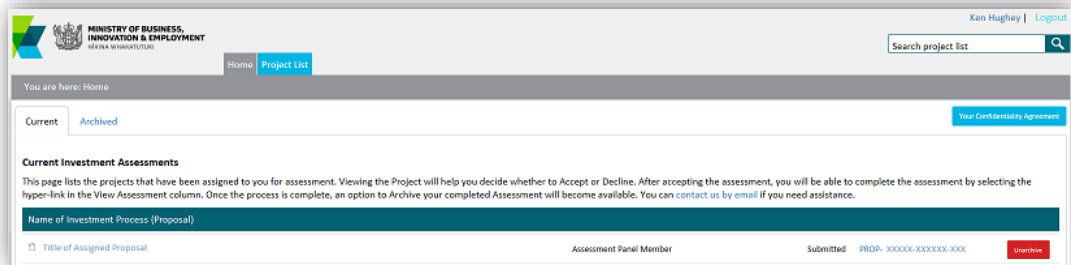 Ken Hughey | Logout
MINISTRY OF BUSINESS,
INNOVATION & EMPLOYMENT
HĪKINA WHAKATUTUKI
Search project list
Home Project List
You are here: Home
Current Archived
Your Confidentiality Agreement
Current Investment Assessments
This page lists the projects that have been assigned to you for assessment. Viewing the Project will help you decide whether to Accept or Decline. After accepting the assessment, you will be able to complete the assessment by selecting the
hyper-link in the View Assessment column. Once the process is complete, an option to Archive your completed Assessment will become available. You can contact us by email if you need assistance.
Name of Investment Process (Proposal)
Title of Assigned Proposal Assessment Panel Member Submitted PROP- XXXXX-XXXXXX-XXX Unarchive